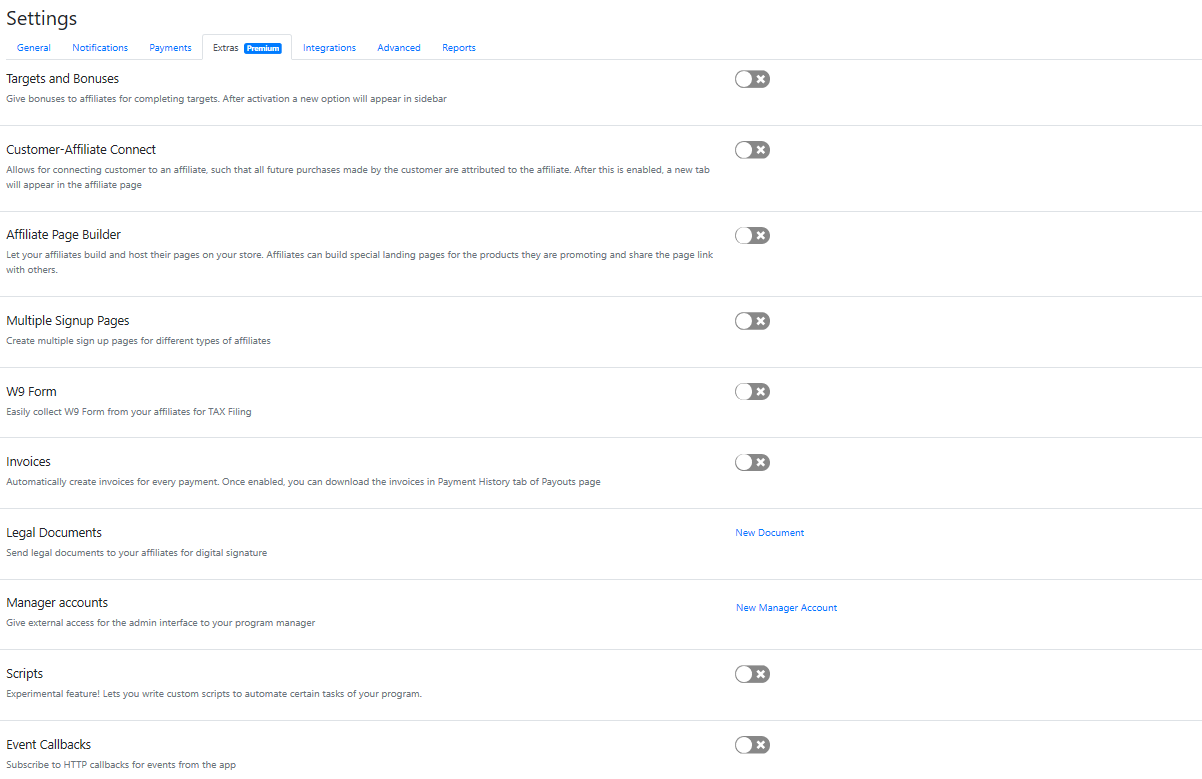 Settings
General Notifications Payments Extras Premium Integrations Advanced Reports
Targets and Bonuses
Give bonuses to affiliates for completing targets. After activation a new option will appear in sidebar
Customer-Affiliate Connect
Allows for connecting customer to an affiliate, such that all future purchases made by the customer are attributed to the affiliate. After this is enabled, a new tab
will appear in the affiliate page
Affiliate Page Builder
Let your affiliates build and host their pages on your store. Affiliates can build special landing pages for the products they are promoting and share the page link
with others.
Multiple Signup Pages
Create multiple sign up pages for different types of affiliates
W9 Form
Easily collect W9 Form from your affiliates for TAX Filing
Invoices
Automatically create invoices for every payment. Once enabled, you can download the invoices in Payment History tab of Payouts page
Legal Documents
New Document
Send legal documents to your affiliates for digital signature
Manager accounts
New Manager Account
Give external access for the admin interface to your program manager
Scripts
Experimental feature! Lets you write custom scripts to automate certain tasks of your program.
Event Callbacks
Subscribe to HTTP callbacks for events from the app